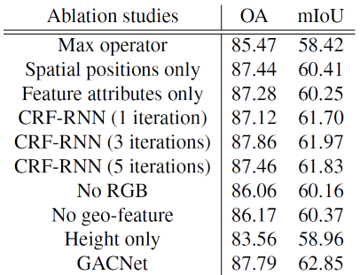 Ablation studies OA mIoU
Max operator 85.47 58.42
Spatial positions only 87.44 60.41
Feature attributes only 87.28 60.25
CRF-RNN (1 iteration) 87.12 61.70
CRF-RNN (3 iterations) 87.86 61.97
CRF-RNN (5 iterations) 87.46 61.83
No RGB 86.06 60.16
No geo-feature 86.17 60.37
Height only 83.56 58.96
GACNet 87.79 62.85